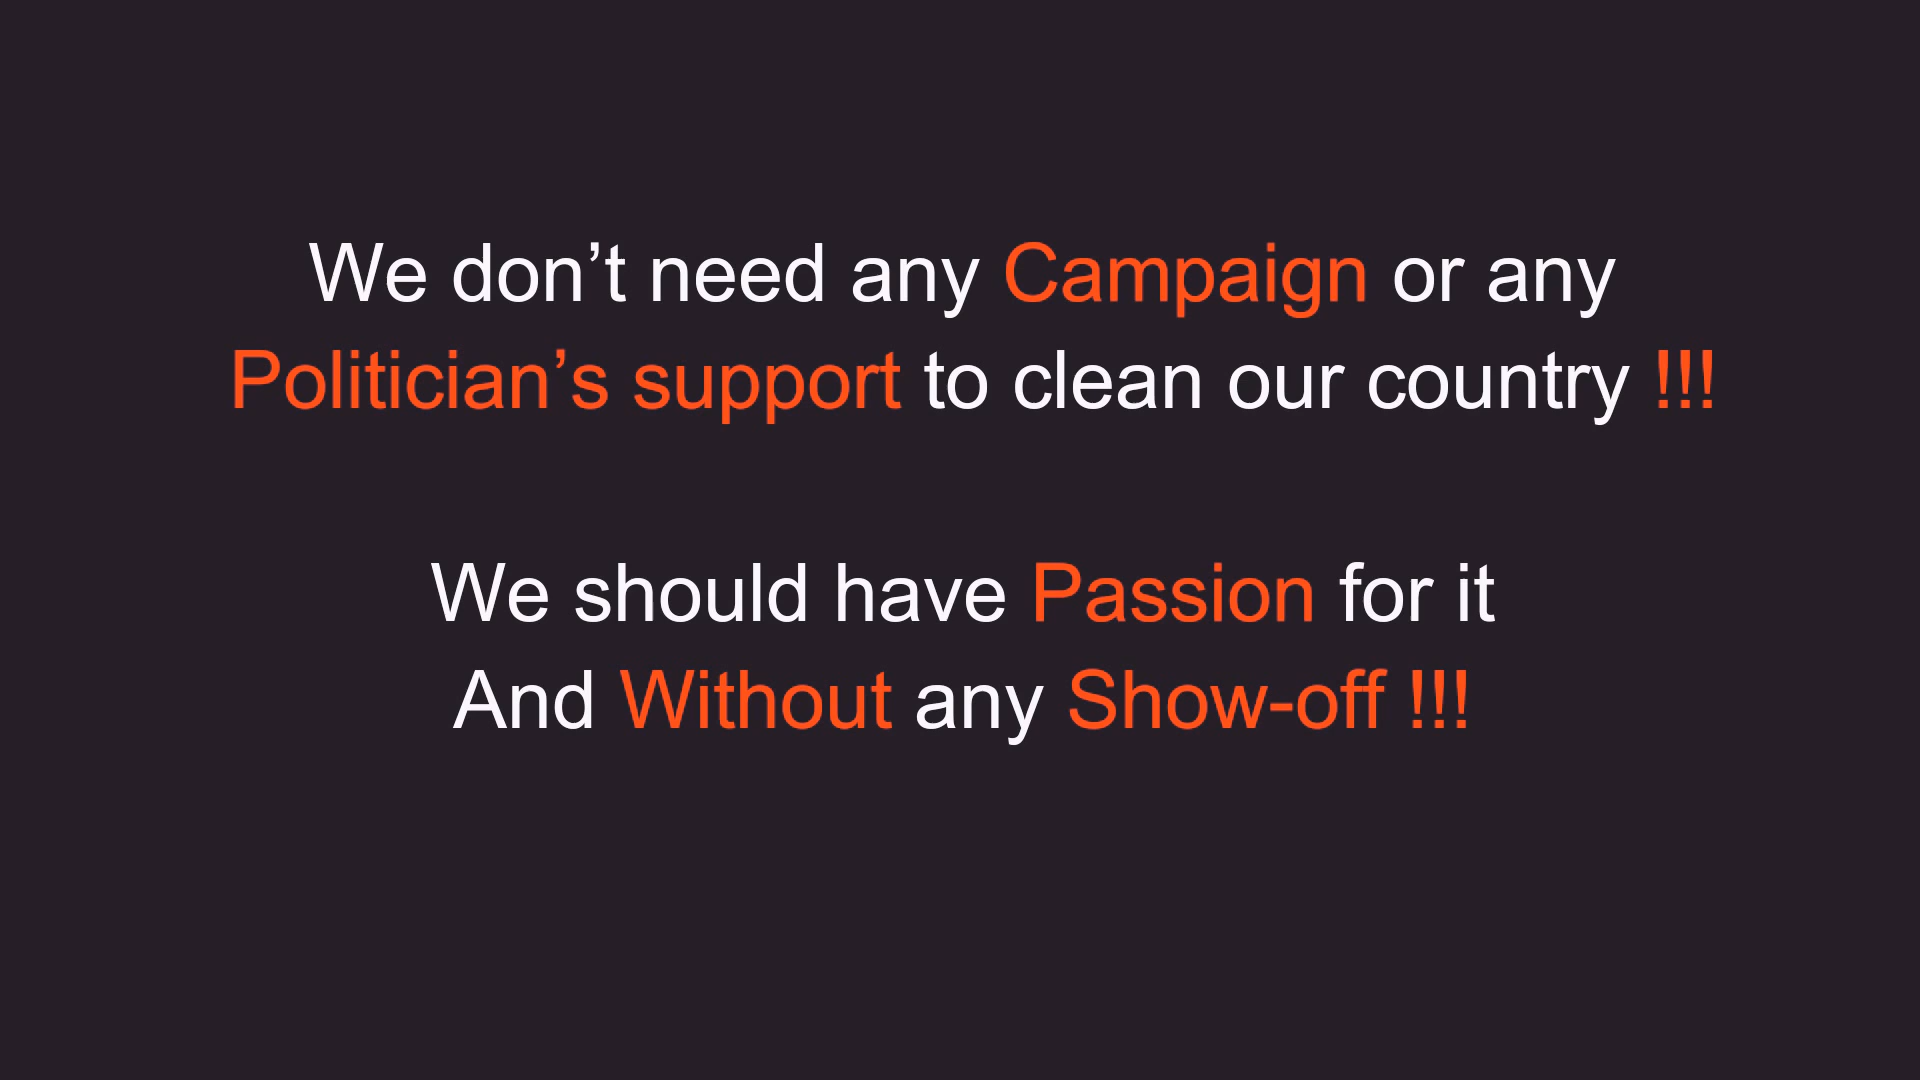 We don’t need any Campaign or any
Politician’s support to clean our country !!!
We should have Passion for it
And Without any Show-off !!!